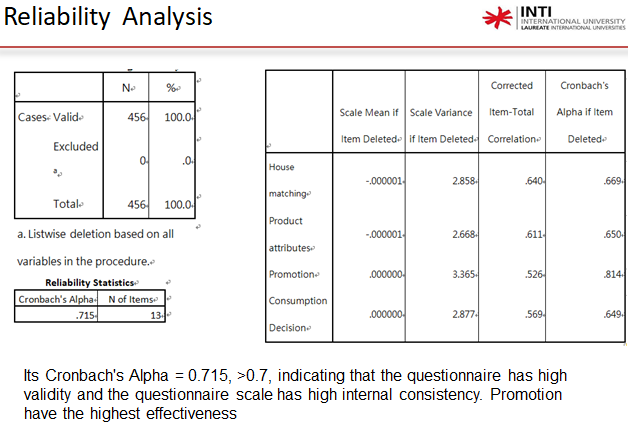 Reliability Analysis
INTI
INTERNATIONAL UNIVERSITY
LAUREATE INTERNATIONAL UNIVERSITIES
N %
Cases Valid 456 100.0
Excluded
a 0 .0
Total 456 100.0
a. Listwise deletion based on all
variables in the procedure.
Reliability Statistics
Cronbach's Alpha N of Items
.715 13
Corrected Cronbach's
Scale Mean if Scale Variance Item-Total Alpha if Item
Item Deleted if Item Deleted Correlation Deleted
House
matching -.000001 2.858 .640 .669
Product
attributes -.000001 2.668 .611 .650
Promotion .000000 3.365 .526 .814
Consumption
Decision .000000 2.877 .569 .649
Its Cronbach's Alpha = 0.715, >0.7, indicating that the questionnaire has high
validity and the questionnaire scale has high internal consistency. Promotion
have the highest effectiveness